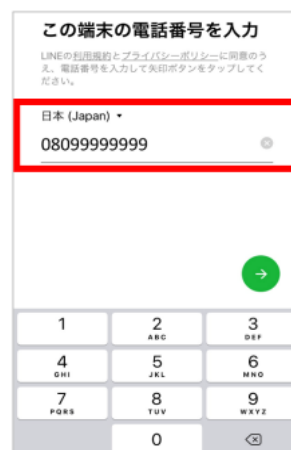 この端末の電話番号を入力
LINEの利用規約とプライバシーポリシーに同意のう
え、電話番号を入力して矢印ボタンをタップしてく
ださい。
日本 (Japan)
08099999999
1 2 3
ABC DEF
4 5 6
GHI JKL MNO
7 8 9
PQRS TUV WXYZ
0